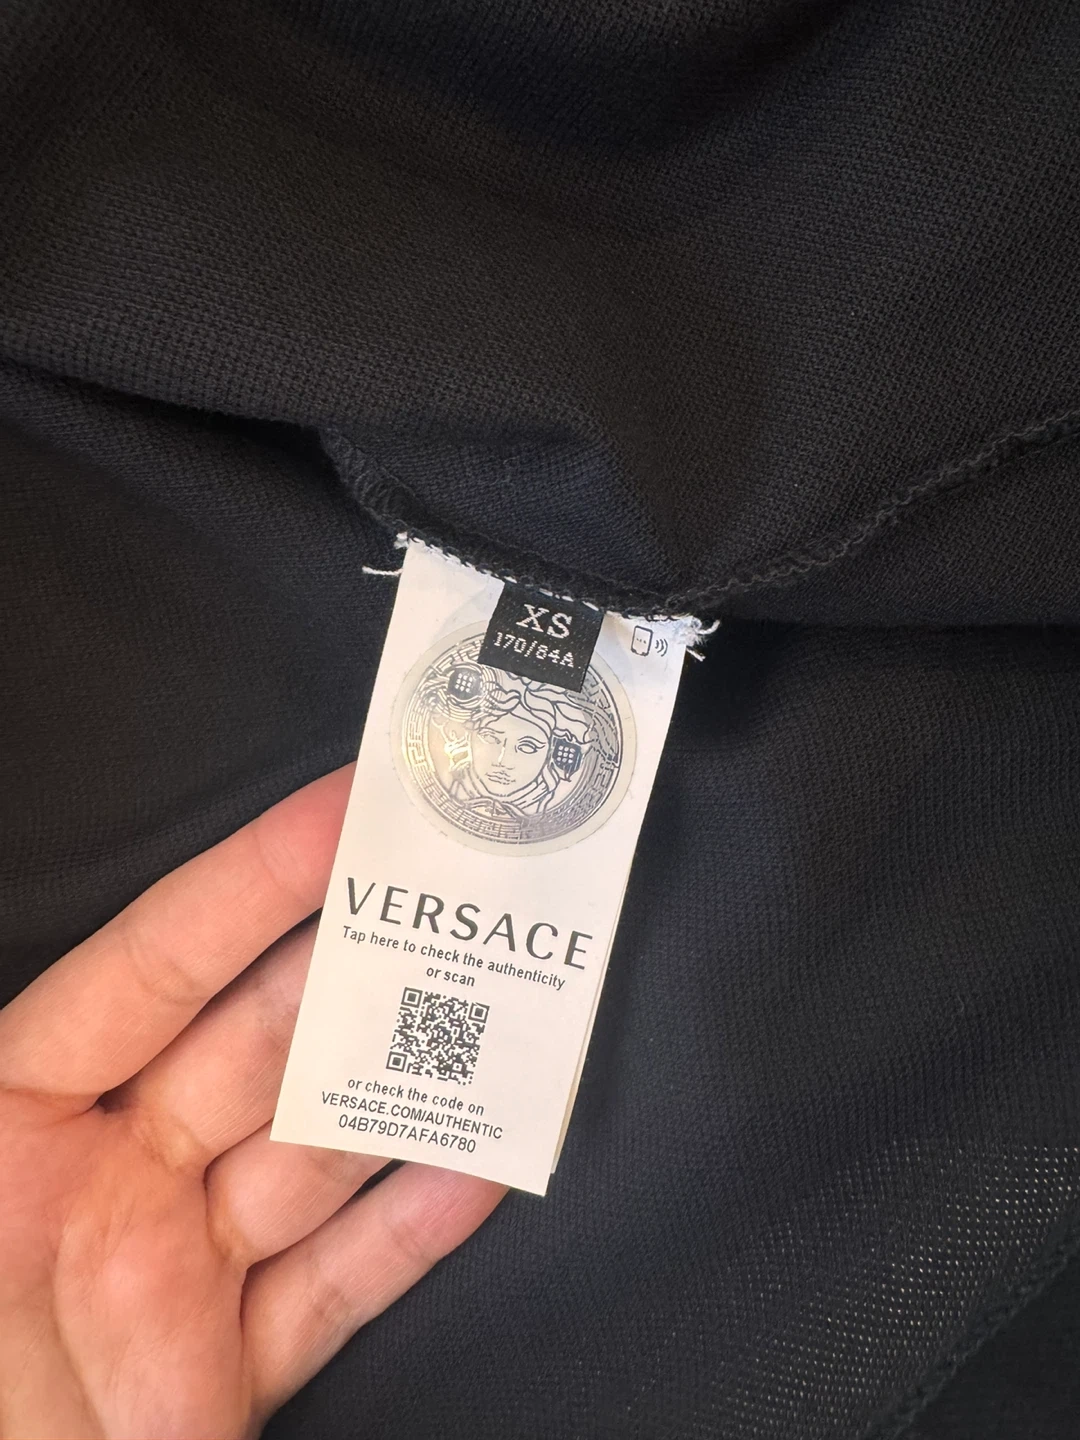 XS
170/84A
VERSACE
Tap here to check the authenticity
or scan
or check the code on
VERSACE.COM/AUTHENTIC
04B79D7AFA6780